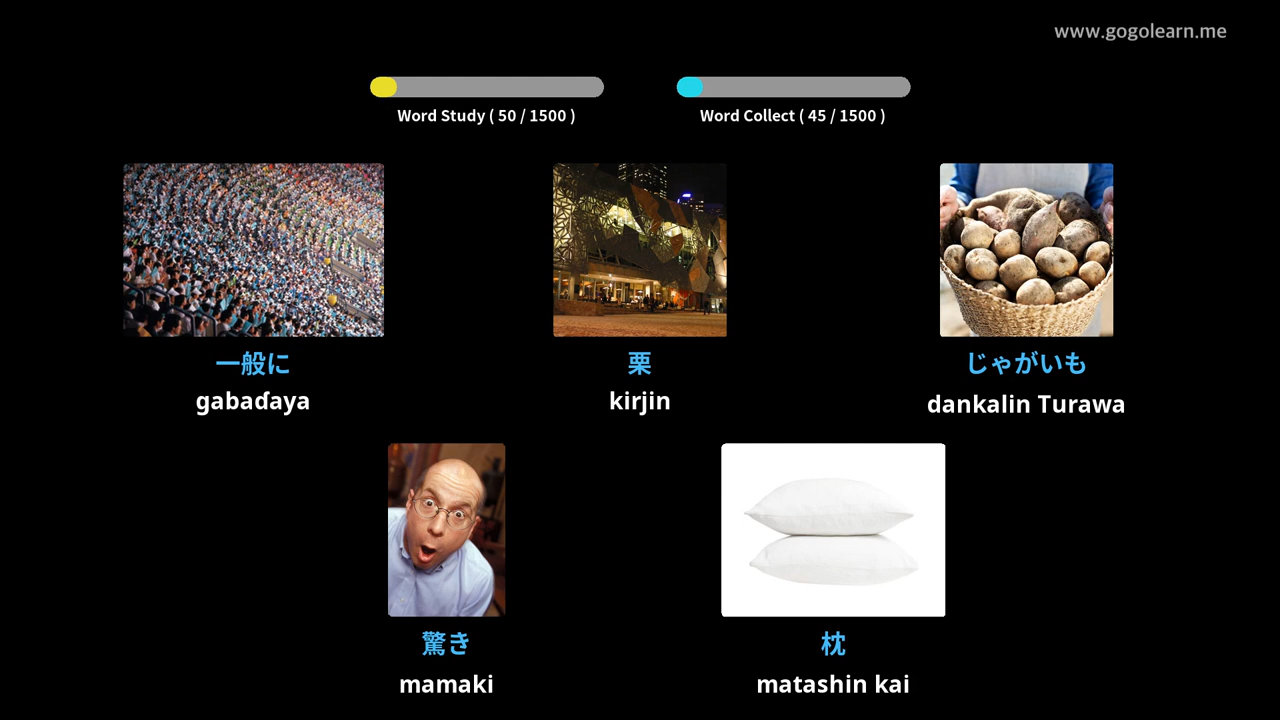 www.gogolearn.me
Word Study ( 50 / 1500 )
Word Collect ( 45 / 1500 )
一般に
gabaɗaya
栗
kirjin
じゃがいも
dankalin Turawa
驚き
mamaki
枕
matashin kai